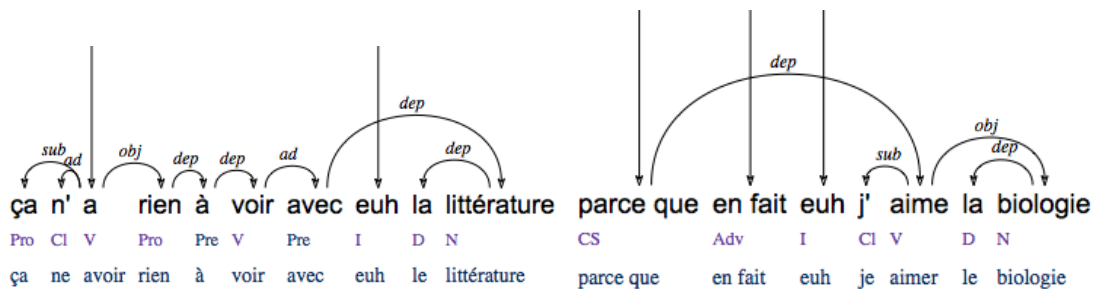 dep
dep obj
sub ad obj dep dep ad dep sub dep
ça n' a rien à voir avec euh la littérature parce que en fait euh j' aime la biologie
Pro Cl V Pro Pre V Pre I D N CS Adv I Cl V D N
ça ne avoir rien à voir avec euh le littérature parce que en fait euh je aimer le biologie